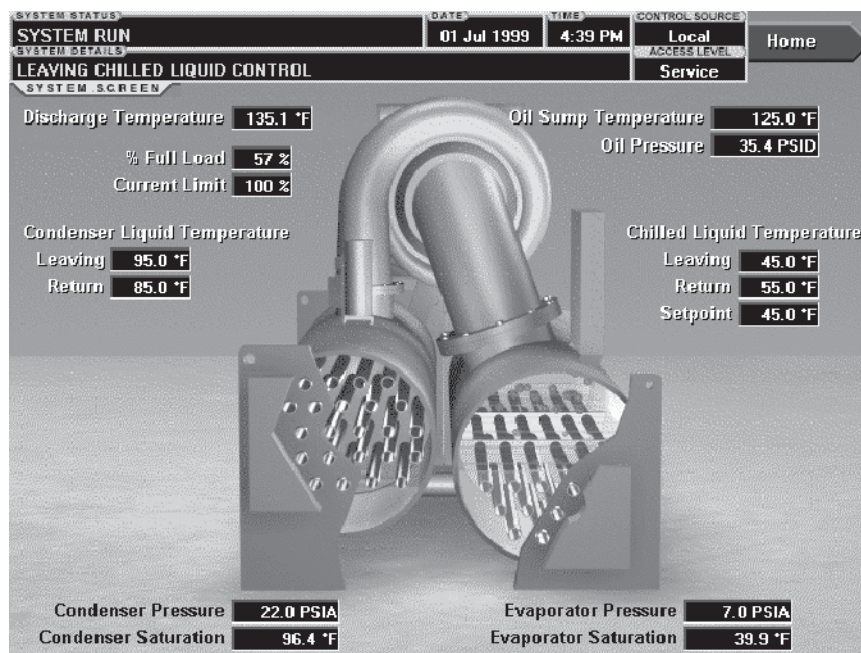 SYSTEM STATUS
SYSTEM RUN
DATE
01 Jul 1999
TIME
4:39 PM
CONTROL SOURCE
Local
Home
SYSTEM DETAILS
LEAVING CHILLED LIQUID CONTROL
ACCESS LEVEL
Service
SYSTEM SCREEN
Discharge Temperature 135.1 °F
% Full Load 57 %
Current Limit 100 %
Oil Sump Temperature 125.0 °F
Oil Pressure 35.4 PSID
Condenser Liquid Temperature
Leaving 95.0 °F
Return 85.0 °F
Chilled Liquid Temperature
Leaving 45.0 °F
Return 55.0 °F
Setpoint 45.0 °F
Condenser Pressure 22.0 PSIA
Condenser Saturation 96.4 °F
Evaporator Pressure 7.0 PSIA
Evaporator Saturation 39.9 °F